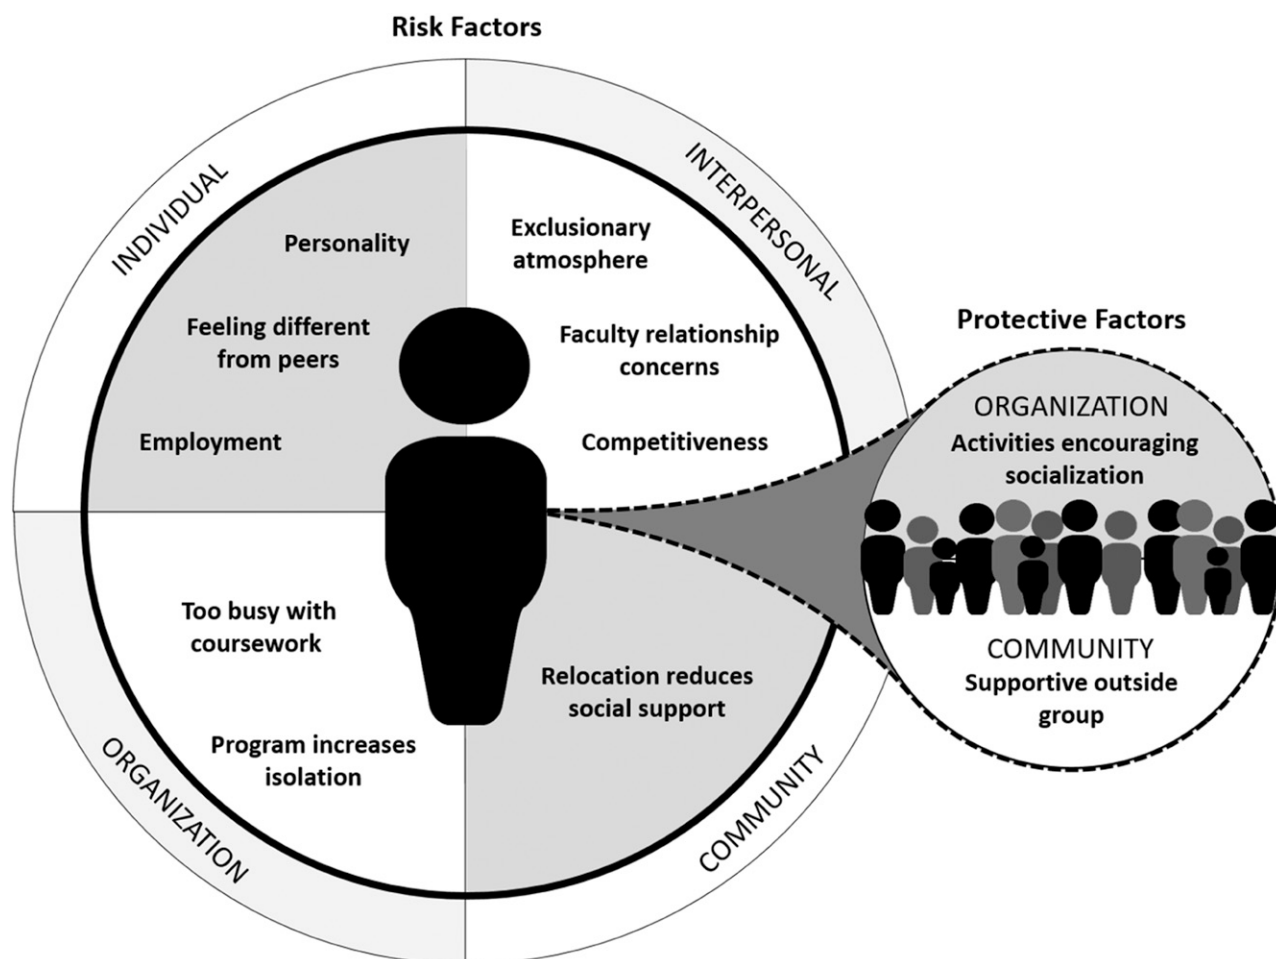 Risk Factors
INDIVIDUAL
Personality
Feeling different
from peers
Employment
INTERPERSONAL
Exclusionary
atmosphere
Faculty relationship
concerns
Competitiveness
ORGANIZATION
Too busy with
coursework
Program increases
isolation
COMMUNITY
Relocation reduces
social support
Protective Factors
ORGANIZATION
Activities encouraging
socialization
COMMUNITY
Supportive outside
group